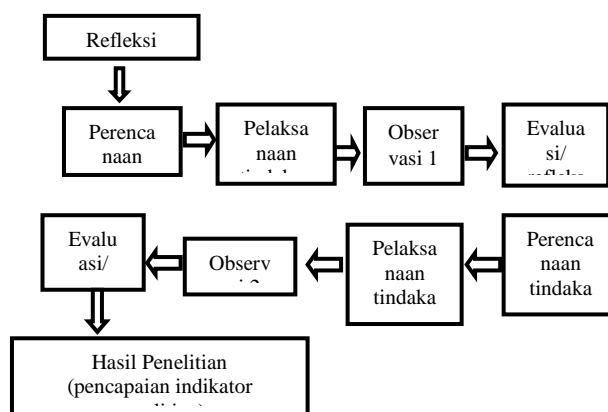 Refleksi
Perenca
naan
Pelaksa
naan
Obser
vasi 1
Evalua
si/
Perenca
naan
tindaka
Pelaksa
naan
tindaka
Observ
Evalu
asi/
Hasil Penelitian
(pencapaian indikator